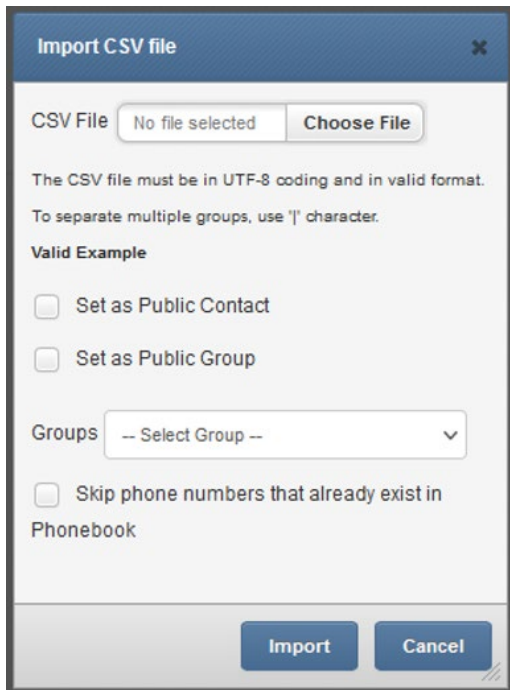 Import CSV file
CSV File No file selected Choose File
The CSV file must be in UTF-8 coding and in valid format.
To separate multiple groups, use '|' character.
Valid Example
Set as Public Contact
Set as Public Group
Groups -- Select Group --
Skip phone numbers that already exist in
Phonebook
Import Cancel